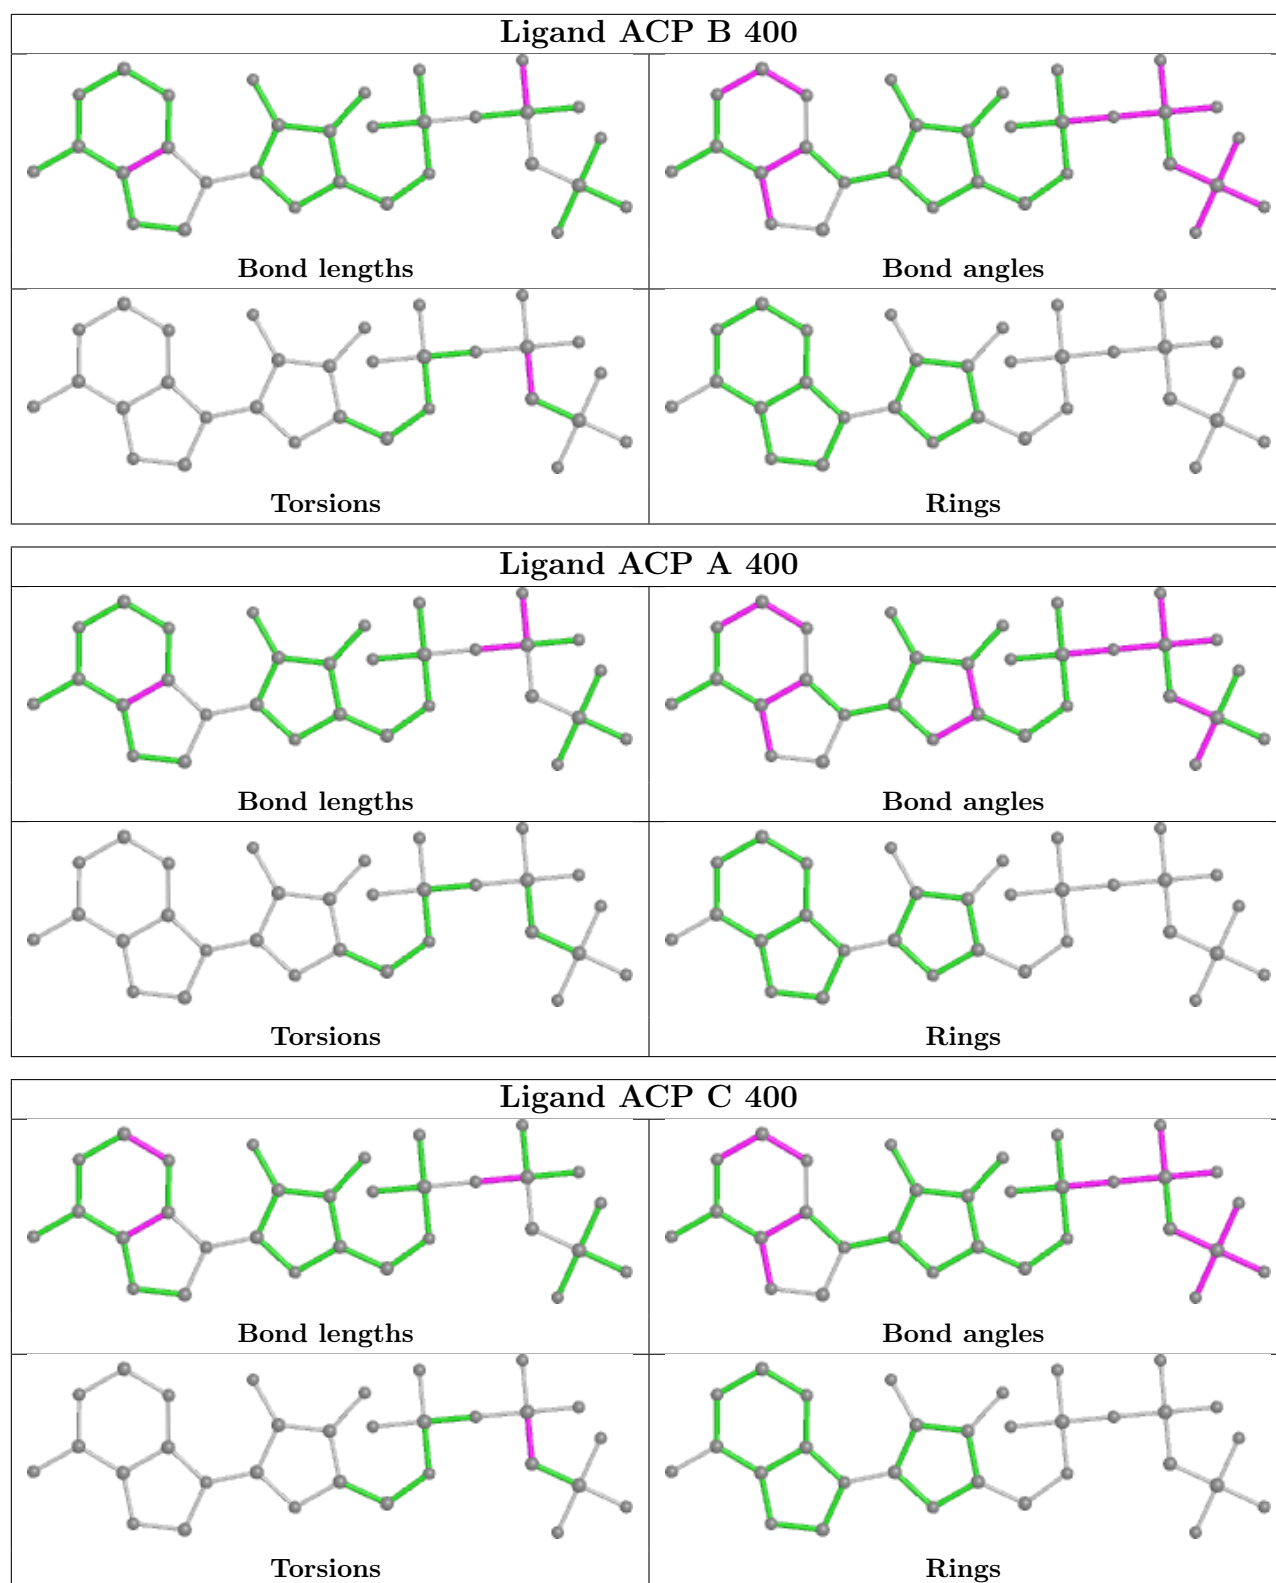 Ligand ACP B 400
Bond lengths
Bond angles
Torsions
Rings
Ligand ACP A 400
Bond lengths
Bond angles
Torsions
Rings
Ligand ACP C 400
Bond lengths
Bond angles
Torsions
Rings